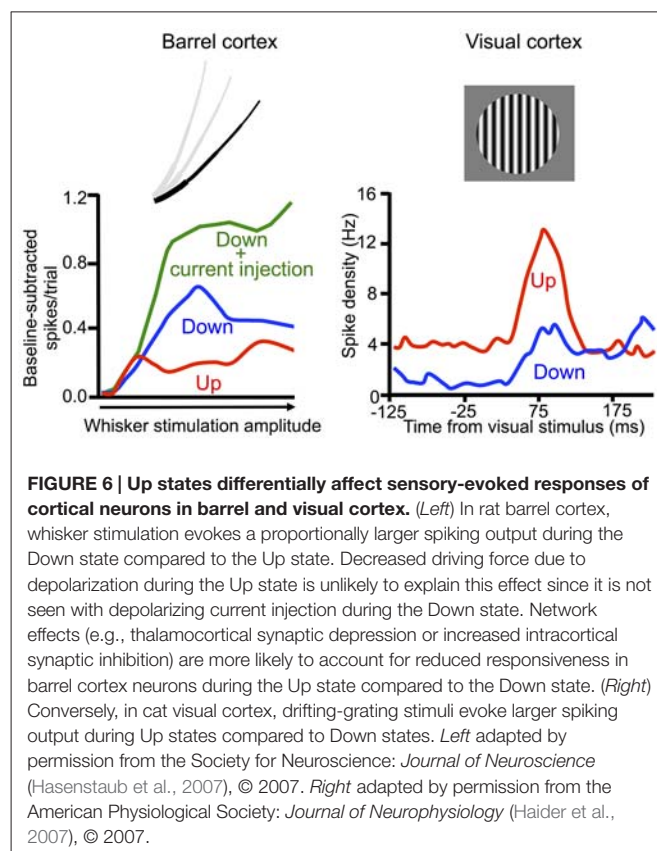 Barrel cortex
Visual cortex
1.2
0.8
0.4
0.0
Baseline-subtracted
spikes/trial
Down
+
current injection
Down
Up
Whisker stimulation amplitude
16
12
8
4
0
Spike density (Hz)
Up
Down
-125
-25
75
175
Time from visual stimulus (ms)
FIGURE 6 | Up states differentially affect sensory-evoked responses of
cortical neurons in barrel and visual cortex. (Left) In rat barrel cortex,
whisker stimulation evokes a proportionally larger spiking output during the
Down state compared to the Up state. Decreased driving force due to
depolarization during the Up state is unlikely to explain this effect since it is not
seen with depolarizing current injection during the Down state. Network
effects (e.g., thalamocortical synaptic depression or increased intracortical
synaptic inhibition) are more likely to account for reduced responsiveness in
barrel cortex neurons during the Up state compared to the Down state. (Right)
Conversely, in cat visual cortex, drifting-grating stimuli evoke larger spiking
output during Up states compared to Down states. Left adapted by
permission from the Society for Neuroscience: Journal of Neuroscience
(Hasenstaub et al., 2007), © 2007. Right adapted by permission from the
American Physiological Society: Journal of Neurophysiology (Haider et al.,
2007), © 2007.